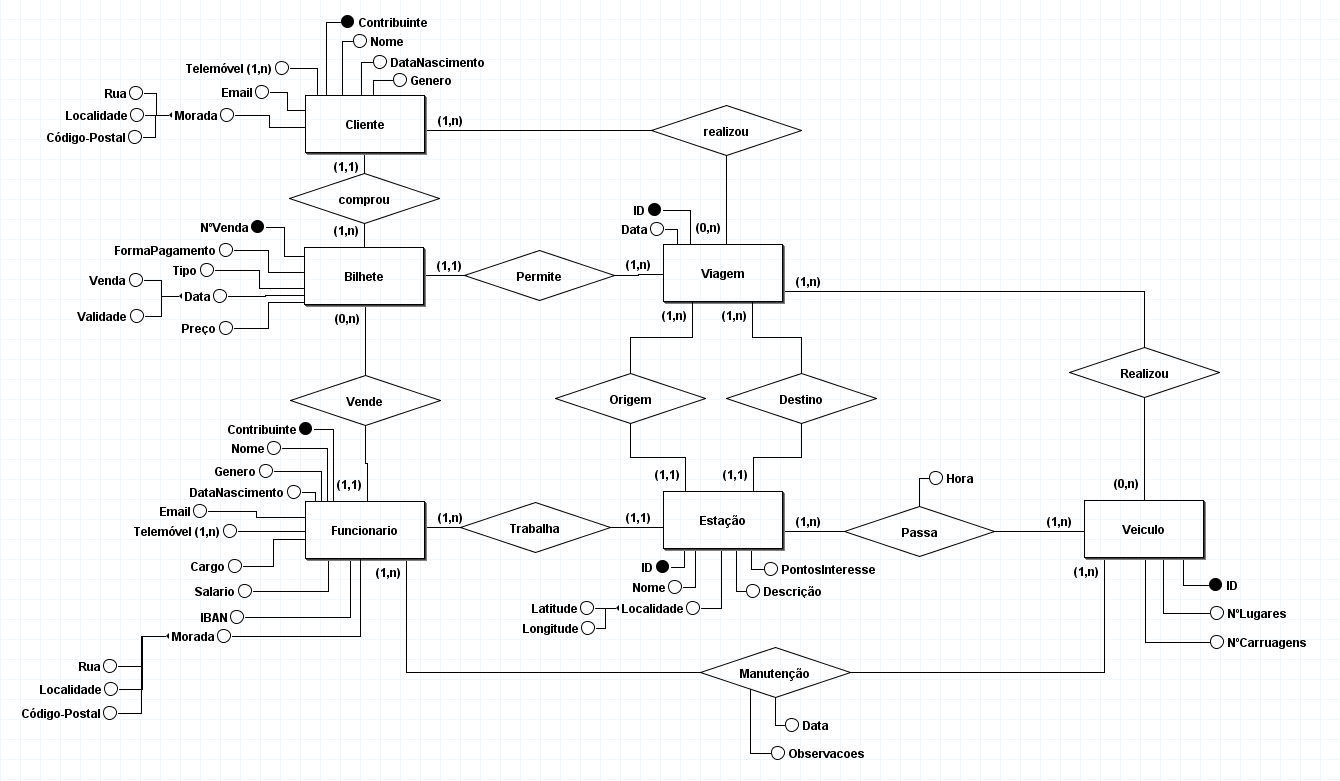 Contribuinte
Nome
Telemóvel (1,n)
DataNascimento
Genero
Email
Rua
Localidade
Morada
Código-Postal
Cliente
(1,n)
realizou
(1,1)
comprou
(1,n)
ID
Data
(0,n)
NºVenda
FormaPagamento
Tipo
Venda
Data
Validade
Preço
Bilhete
(1,1)
Permite
(1,n)
Viagem
(1,n)
(0,n)
(1,n)
(1,n)
Realizou
Vende
Origem
Destino
Contribuinte
Nome
Genero
DataNascimento
Email
Telemóvel (1,n)
Cargo
Salario
IBAN
Morada
Rua
Localidade
Código-Postal
(1,1)
Funcionario
(1,n)
(1,n)
Trabalha
(1,1)
(1,1)
(1,1)
Estação
(1,n)
Hora
Passa
(1,n)
(0,n)
Veiculo
(1,n)
ID
Nome
Latitude
Localidade
Longitude
PontosInteresse
Descrição
ID
NºLugares
NºCarruagens
Manutenção
Data
Observacoes